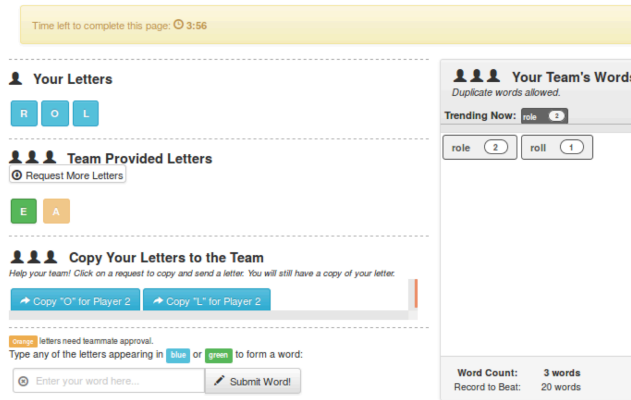 Time left to complete this page: 3:56
Your Letters
R O L
Team Provided Letters
Request More Letters
E A
Copy Your Letters to the Team
Help your team! Click on a request to copy and send a letter. You will still have a copy of your letter.
Copy "O" for Player 2 Copy "L" for Player 2
Orange letters need teammate approval.
Type any of the letters appearing in blue or green to form a word:
Enter your word here... Submit Word!
Your Team's Words
Duplicate words allowed.
Trending Now: role 2
role 2 roll 1
Word Count: 3 words
Record to Beat: 20 words